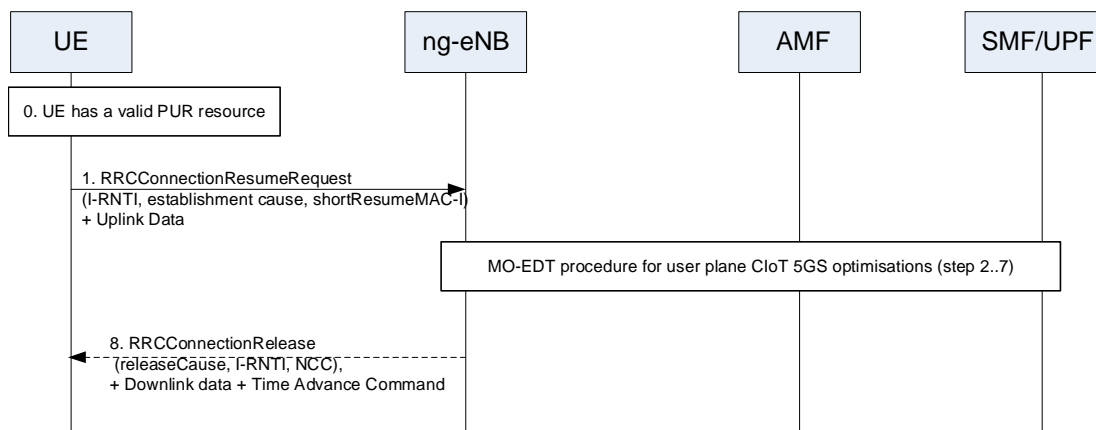 UE
ng-eNB
AMF
SMF/UPF
0. UE has a valid PUR resource
1. RRCConnectionResumeRequest
(I-RNTI, establishment cause, shortResumeMAC-I)
+ Uplink Data
MO-EDT procedure for user plane CIoT 5GS optimisations (step 2..7)
8. RRCConnectionRelease
(releaseCause, I-RNTI, NCC),
+ Downlink data + Time Advance Command